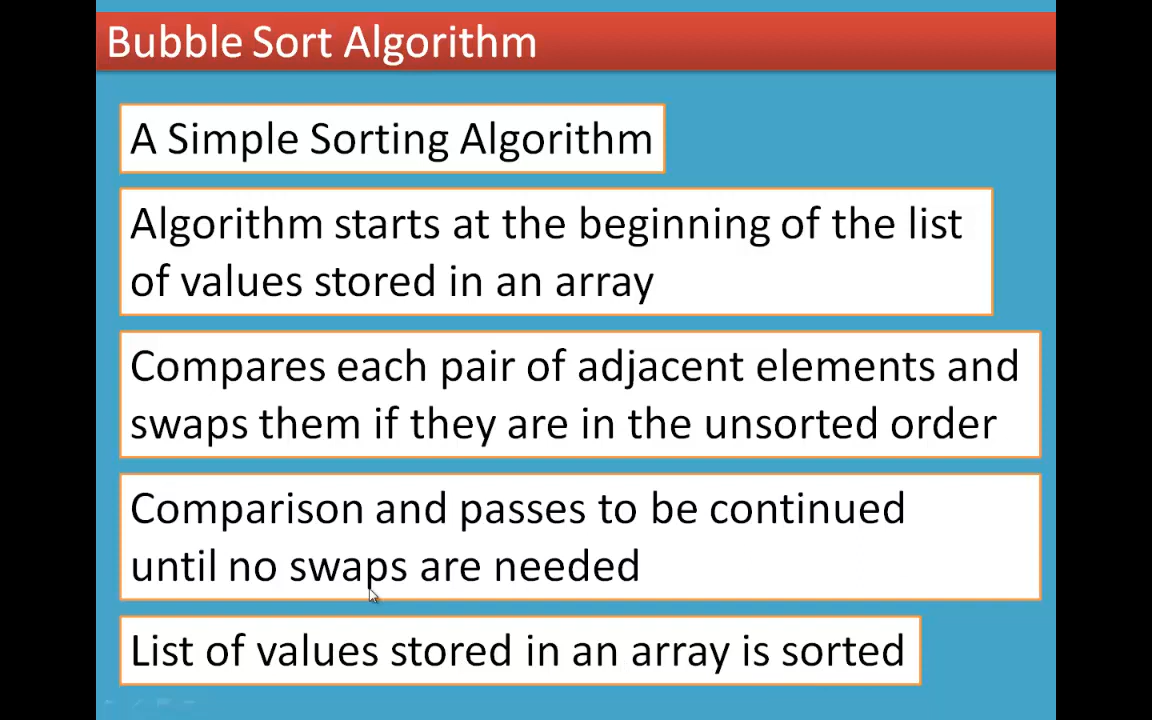 Bubble Sort Algorithm
A Simple Sorting Algorithm
Algorithm starts at the beginning of the list
of values stored in an array
Compares each pair of adjacent elements and
swaps them if they are in the unsorted order
Comparison and passes to be continued
until no swaps are needed
List of values stored in an array is sorted